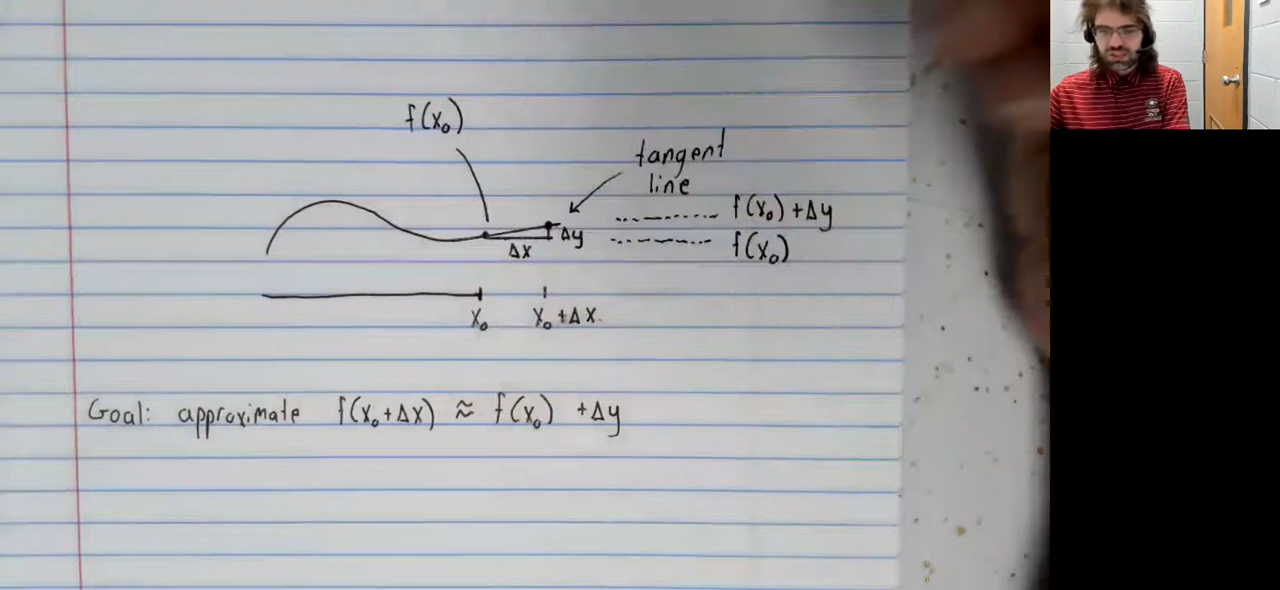 f(x₀)
tangent
line
f(x₀) + Δy
Δy
f(x₀)
Δx
x₀
x₀ + Δx
Goal: approximate f(x₀+Δx) ≈ f(x₀) + Δy